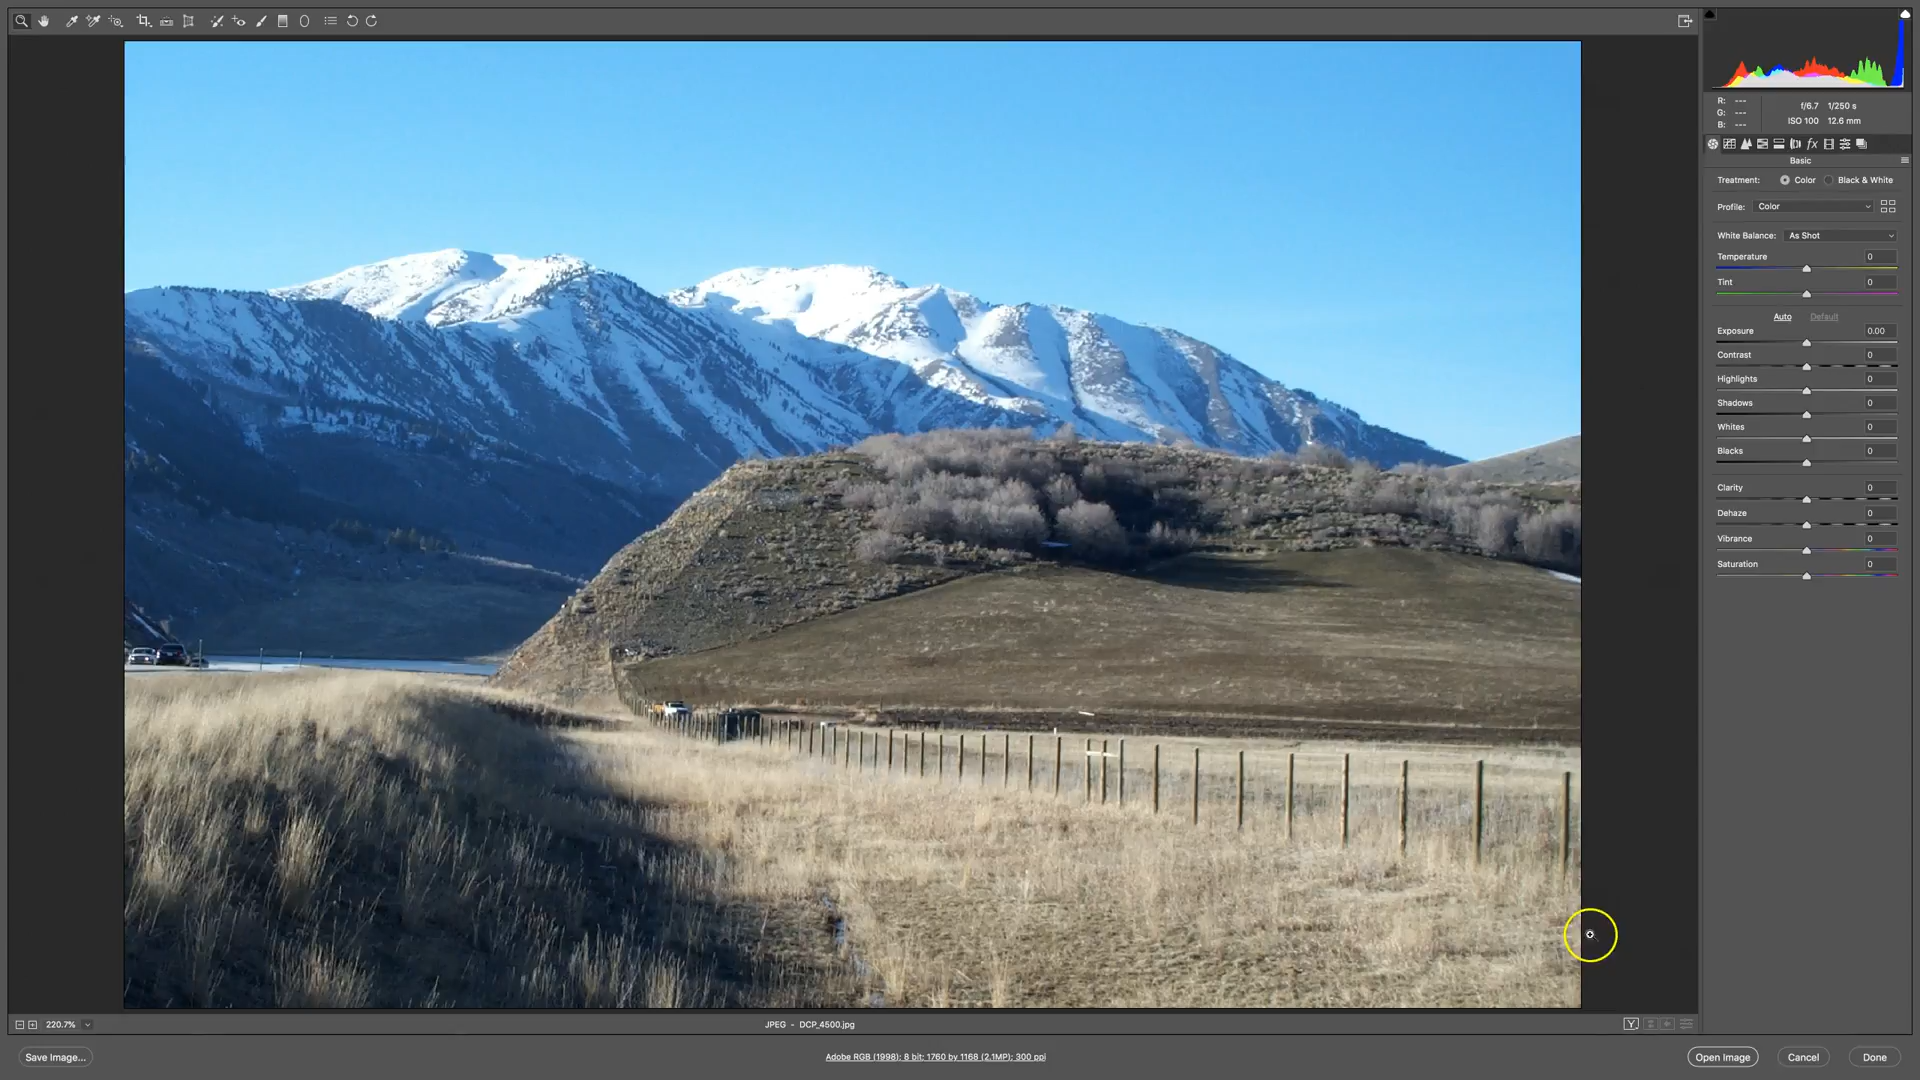 R: ---
G: ---
B: ---
f/6.7 1/250 s
ISO 100 12.6 mm
fx
Basic
Treatment: Color Black & White
Profile: Color
White Balance: As Shot
Temperature 0
Tint 0
Auto Default
Exposure 0.00
Contrast 0
Highlights 0
Shadows 0
Whites 0
Blacks 0
Clarity 0
Dehaze 0
Vibrance 0
Saturation 0
220.7%
JPEG - DCP_4500.jpg
Y
Save Image...
Adobe RGB (1998); 8 bit; 1760 by 1168 (2.1MP); 300 ppi
Open Image Cancel Done